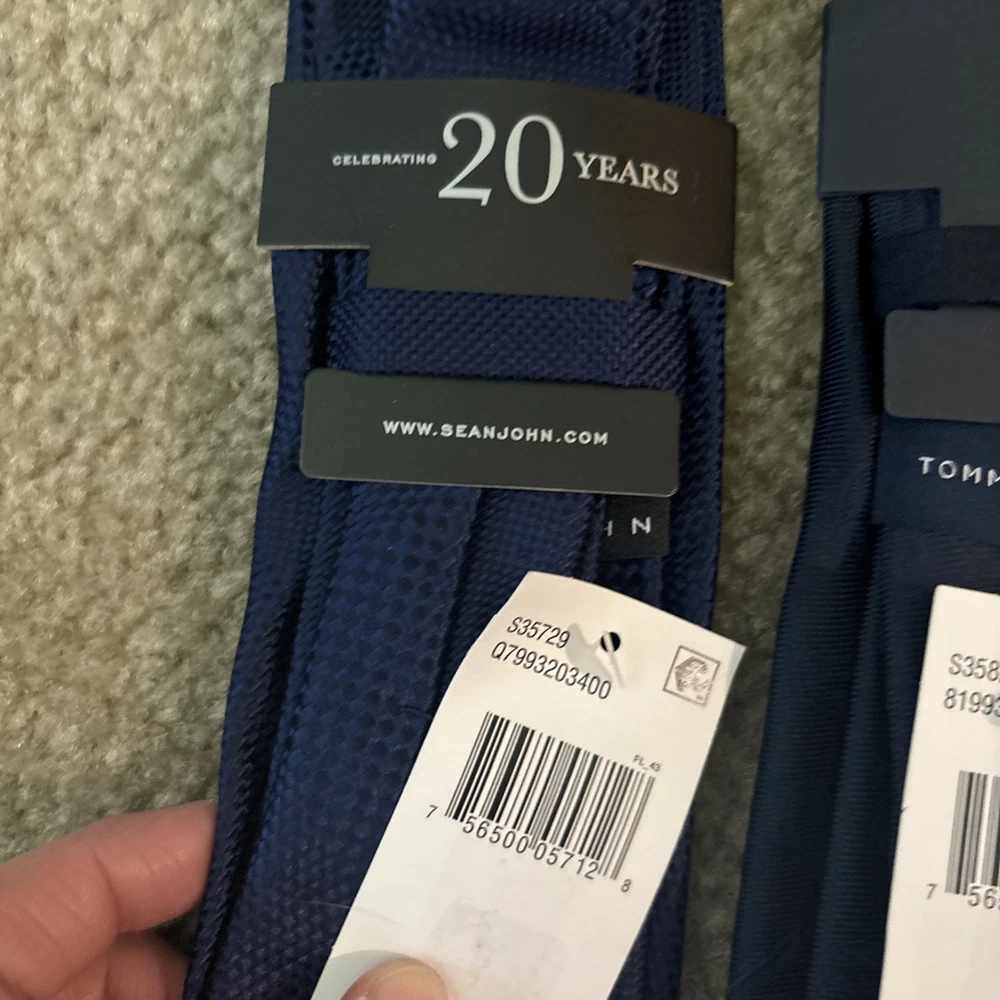 CELEBRATING 20 YEARS
WWW.SEANJOHN.COM
N
S35729
Q7993203400
FL_43
7 56500 05712 8
TOMM
S358
8199
7 56